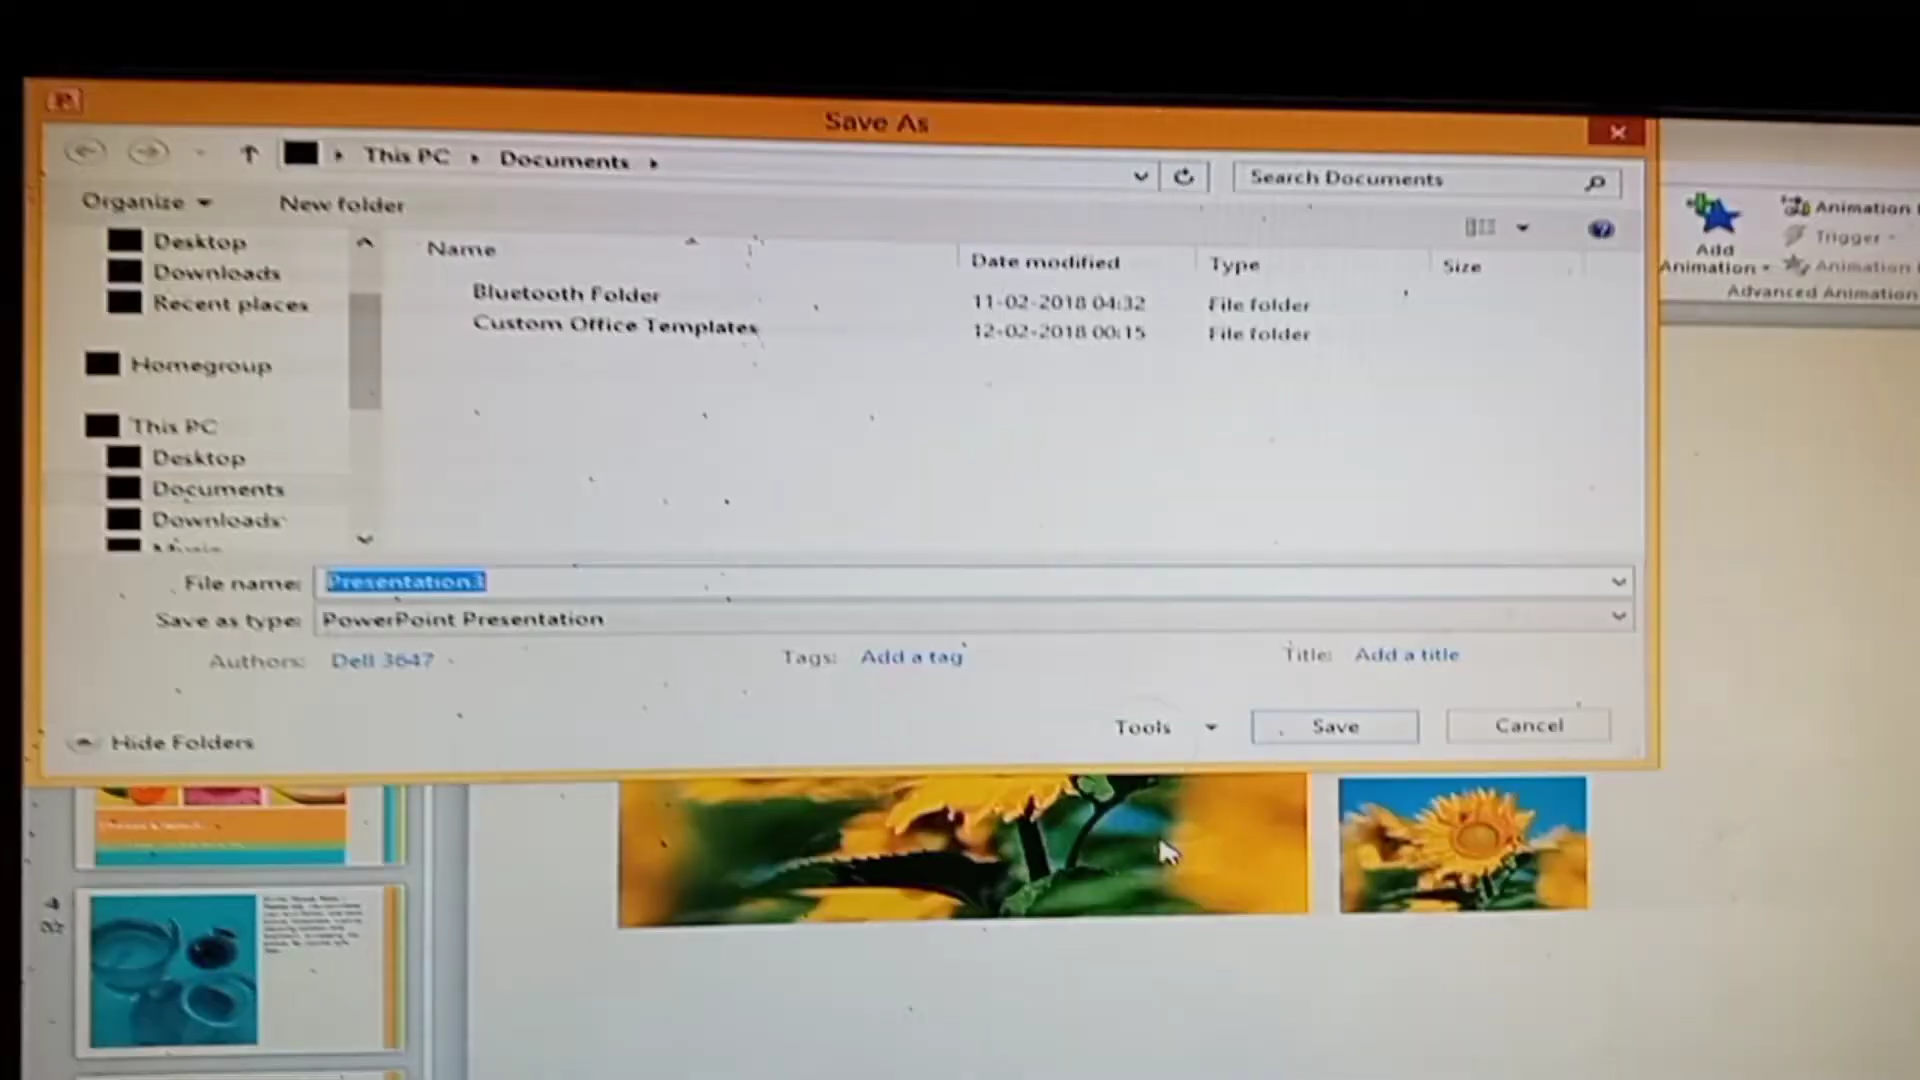 Save As
This PC Documents
Search Documents
Organize New folder
Name Date modified Type Size
Desktop
Downloads
Recent places
Homegroup
This PC
Desktop
Documents
Downloads
Bluetooth Folder 11-02-2018 04:32 File folder
Custom Office Templates 12-02-2018 00:15 File folder
File name: Presentation3
Save as type: PowerPoint Presentation
Authors: Dell 3647 Tags: Add a tag Title: Add a title
Hide Folders Tools Save Cancel
Add
Animation
Animation
Trigger
Animation
Advanced Animation
4